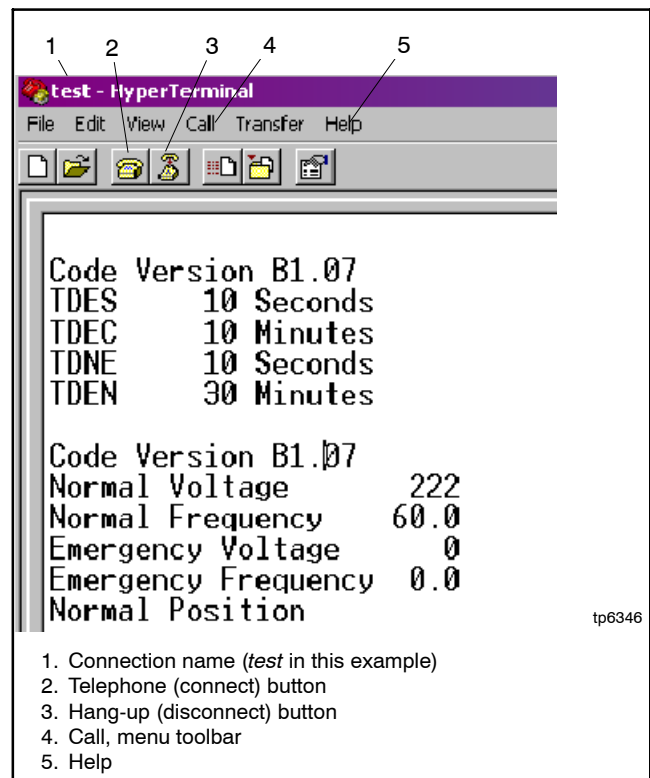 1 2 3 4 5
test - HyperTerminal
File Edit View Call Transfer Help
Code Version B1.07
TDES 10 Seconds
TDEC 10 Minutes
TDNE 10 Seconds
TDEN 30 Minutes
Code Version B1.07
Normal Voltage 222
Normal Frequency 60.0
Emergency Voltage 0
Emergency Frequency 0.0
Normal Position
tp6346
1. Connection name (test in this example)
2. Telephone (connect) button
3. Hang-up (disconnect) button
4. Call, menu toolbar
5. Help